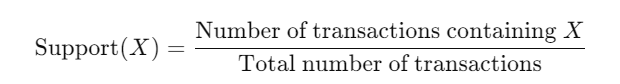 Support(X) = Number of transactions containing X
Total number of transactions